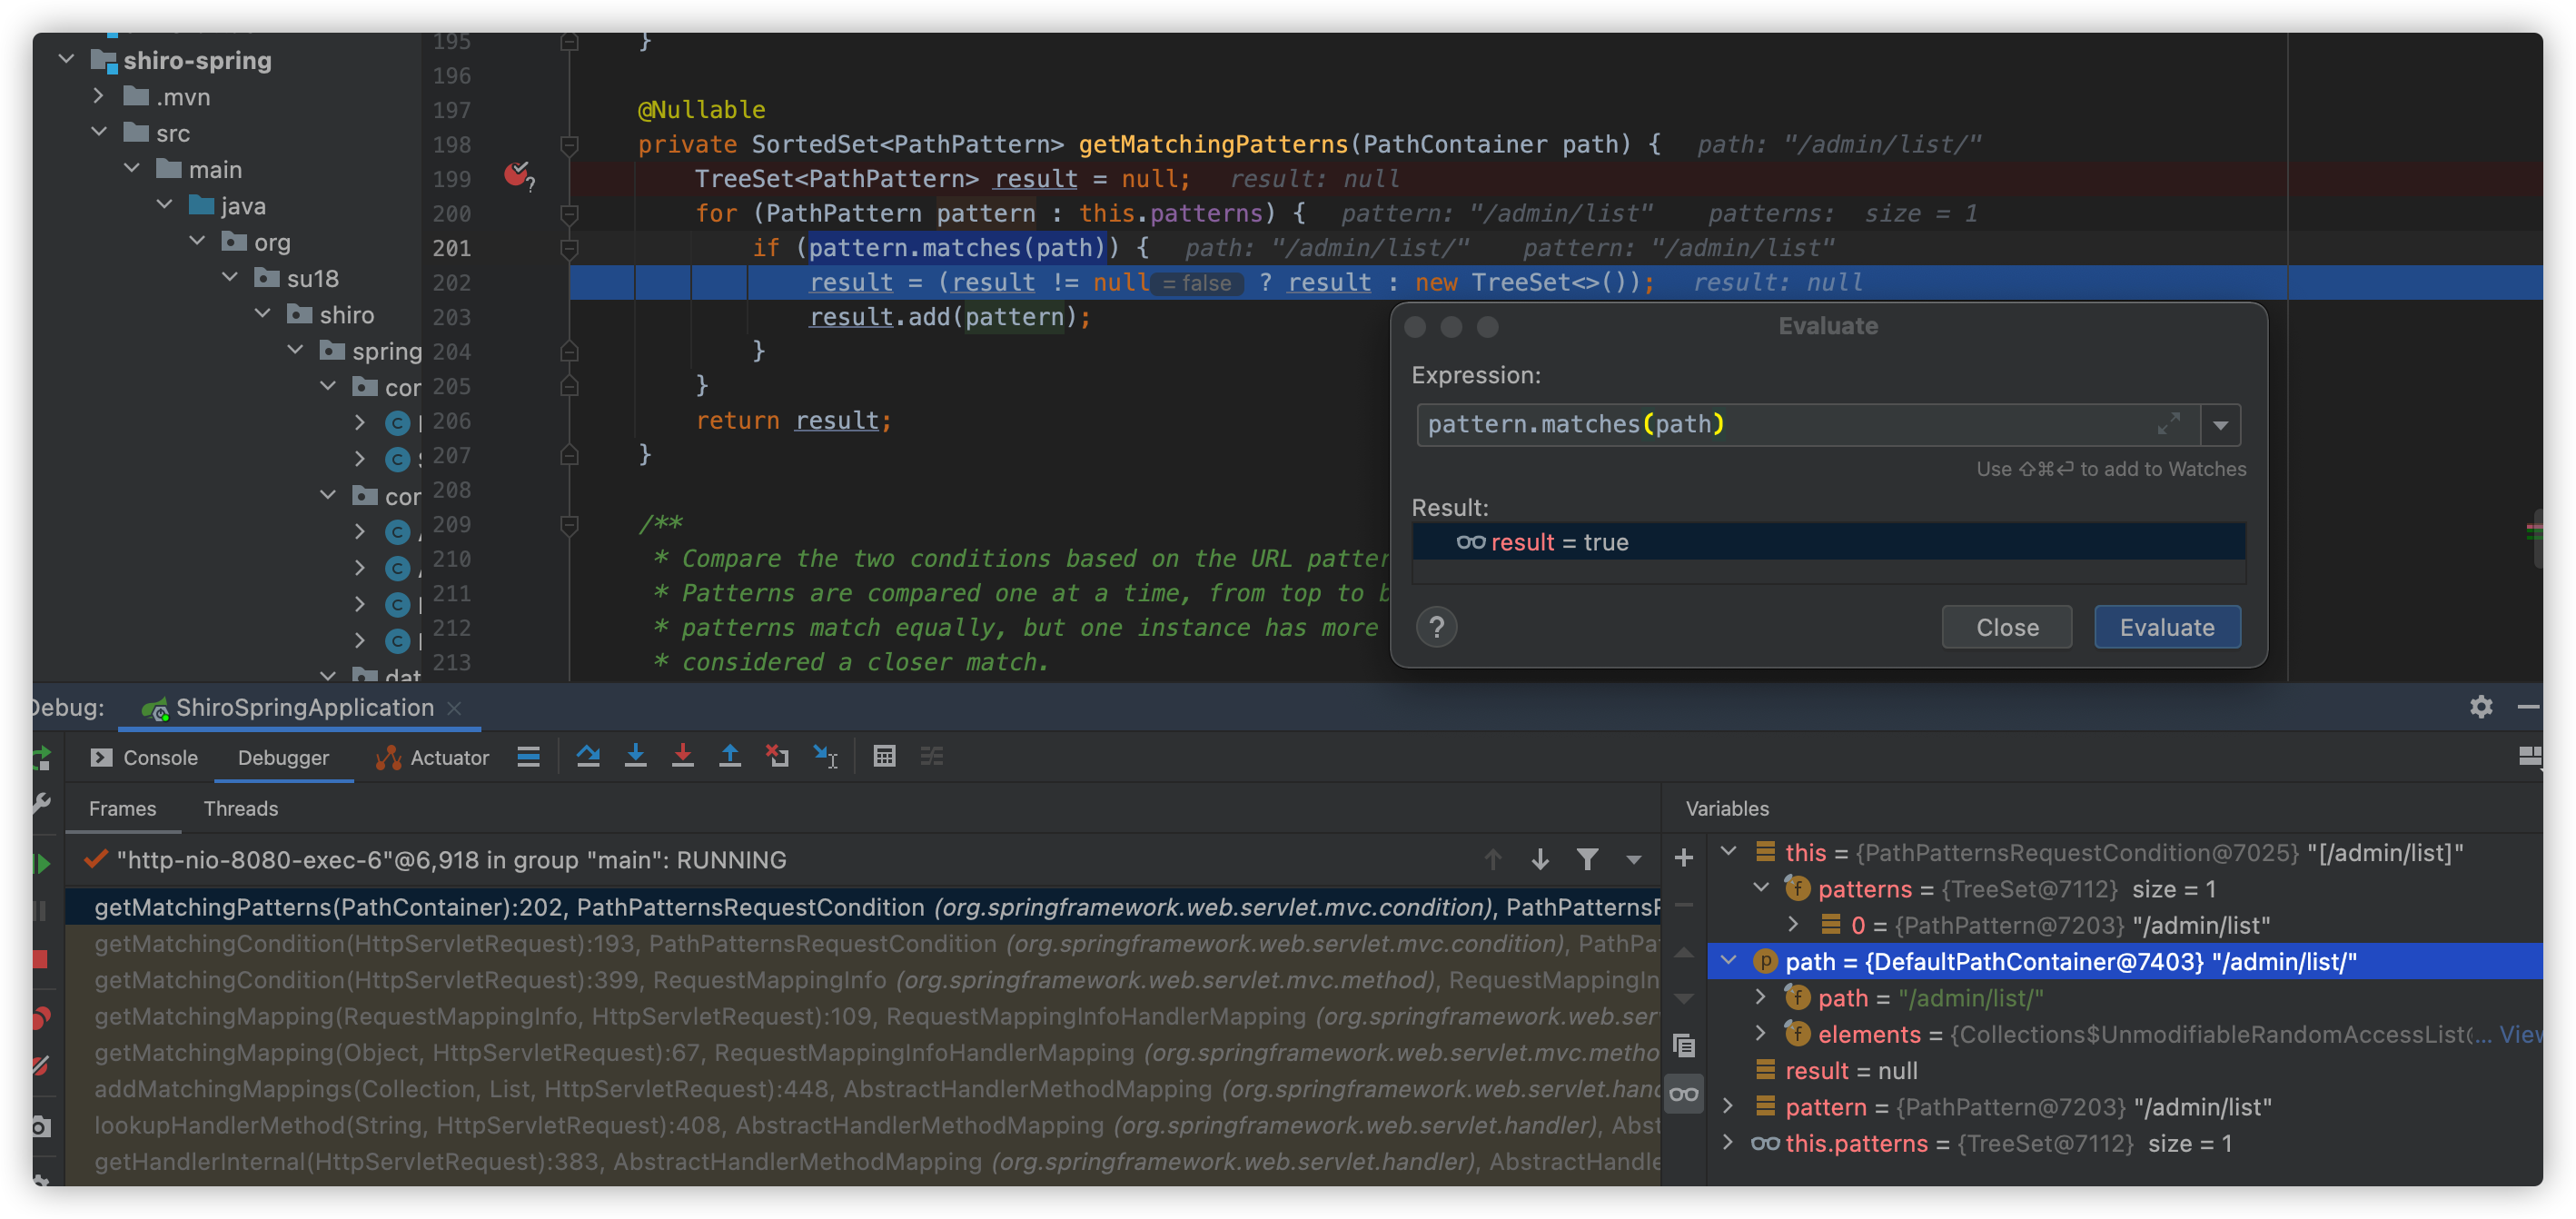 shiro-spring
.mvn
src
main
java
org
su18
shiro
spring
cor
cor
dat
195 }
196
197 @Nullable
198 private SortedSet<PathPattern> getMatchingPatterns(PathContainer path) { path: "/admin/list/"
199 TreeSet<PathPattern> result = null; result: null
200 for (PathPattern pattern : this.patterns) { pattern: "/admin/list" patterns: size = 1
201 if (pattern.matches(path)) { path: "/admin/list/" pattern: "/admin/list"
202 result = (result != null = false ? result : new TreeSet<>()); result: null
203 result.add(pattern);
204 }
205 }
206 return result;
207 }
208
209 /**
210 * Compare the two conditions based on the URL patter
211 * Patterns are compared one at a time, from top to b
212 * patterns match equally, but one instance has more
213 * considered a closer match.
Evaluate
Expression:
pattern.matches(path)
Use ⇧⌘⏎ to add to Watches
Result:
result = true
?
Close
Evaluate
Debug:
ShiroSpringApplication
Console
Debugger
Actuator
Frames
Threads
"http-nio-8080-exec-6"@6,918 in group "main": RUNNING
getMatchingPatterns(PathContainer):202, PathPatternsRequestCondition (org.springframework.web.servlet.mvc.condition), PathPatternsR
getMatchingCondition(HttpServletRequest):193, PathPatternsRequestCondition (org.springframework.web.servlet.mvc.condition), PathPat
getMatchingCondition(HttpServletRequest):399, RequestMappingInfo (org.springframework.web.servlet.mvc.method), RequestMappingIn
getMatchingMapping(RequestMappingInfo, HttpServletRequest):109, RequestMappingInfoHandlerMapping (org.springframework.web.serv
getMatchingMapping(Object, HttpServletRequest):67, RequestMappingInfoHandlerMapping (org.springframework.web.servlet.mvc.metho
addMatchingMappings(Collection, List, HttpServletRequest):448, AbstractHandlerMethodMapping (org.springframework.web.servlet.hand
lookupHandlerMethod(String, HttpServletRequest):408, AbstractHandlerMethodMapping (org.springframework.web.servlet.handler), Abst
getHandlerInternal(HttpServletRequest):383, AbstractHandlerMethodMapping (org.springframework.web.servlet.handler), AbstractHandle
Variables
this = {PathPatternsRequestCondition@7025} "[/admin/list]"
patterns = {TreeSet@7112} size = 1
0 = {PathPattern@7203} "/admin/list"
path = {DefaultPathContainer@7403} "/admin/list/"
path = "/admin/list/"
elements = {Collections$UnmodifiableRandomAccessList(... View
result = null
pattern = {PathPattern@7203} "/admin/list"
this.patterns = {TreeSet@7112} size = 1